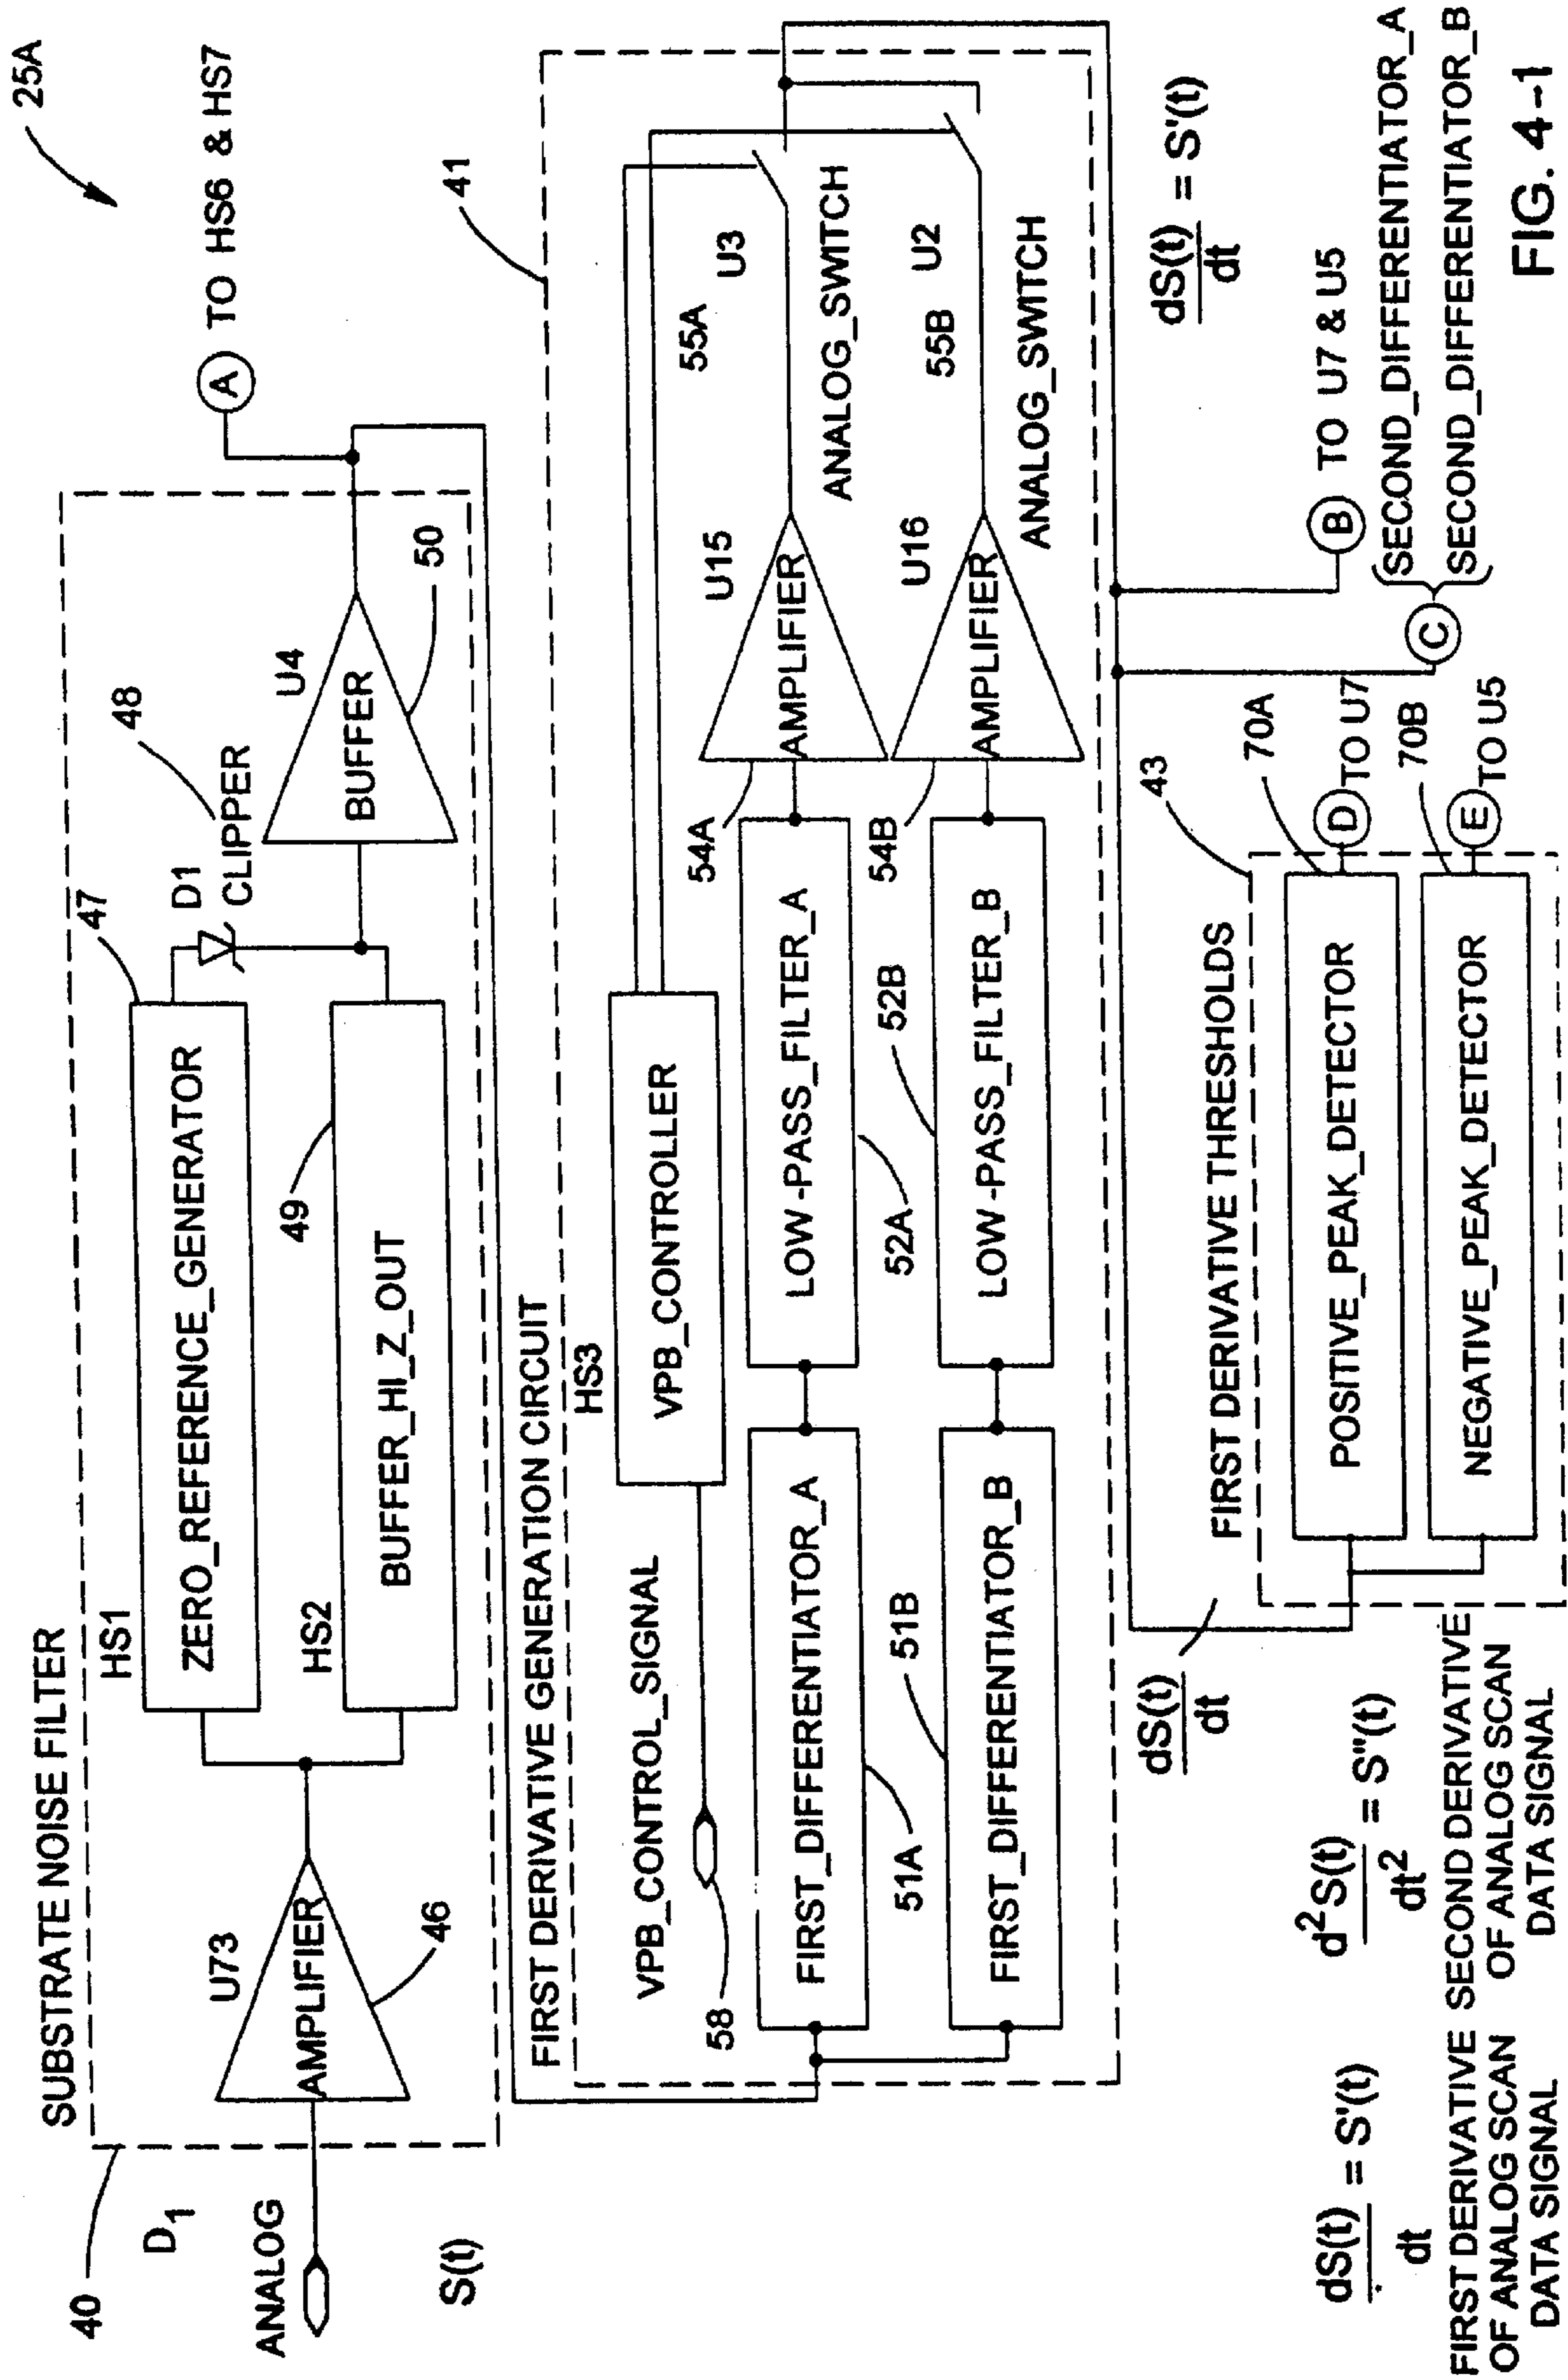 25A
SUBSTRATE NOISE FILTER
40
D1
ANALOG
S(t)
U73
AMPLIFIER
46
HS1
ZERO_REFERENCE_GENERATOR
47
HS2
BUFFER_HI_Z_OUT
49
D1
CLIPPER
48
U4
BUFFER
50
A TO HS6 & HS7
FIRST DERIVATIVE GENERATION CIRCUIT
41
VPB_CONTROL_SIGNAL
58
HS3
VPB_CONTROLLER
FIRST_DIFFERENTIATOR_A
51A
LOW-PASS_FILTER_A
52A
54A
U15
AMPLIFIER
55A
U3
ANALOG_SWITCH
FIRST_DIFFERENTIATOR_B
51B
LOW-PASS_FILTER_B
52B
54B
U16
AMPLIFIER
55B
U2
ANALOG_SWITCH
dS(t)/dt = S'(t)
dS(t)/dt
FIRST DERIVATIVE THRESHOLDS
43
POSITIVE_PEAK_DETECTOR
70A
D TO U7
NEGATIVE_PEAK_DETECTOR
70B
E TO U5
B TO U7 & U5
C
SECOND_DIFFERENTIATOR_A
SECOND_DIFFERENTIATOR_B
dS(t)/dt = S'(t)
FIRST DERIVATIVE
OF ANALOG SCAN
DATA SIGNAL
d²S(t)/dt² = S"(t)
SECOND DERIVATIVE
OF ANALOG SCAN
DATA SIGNAL
FIG. 4-1